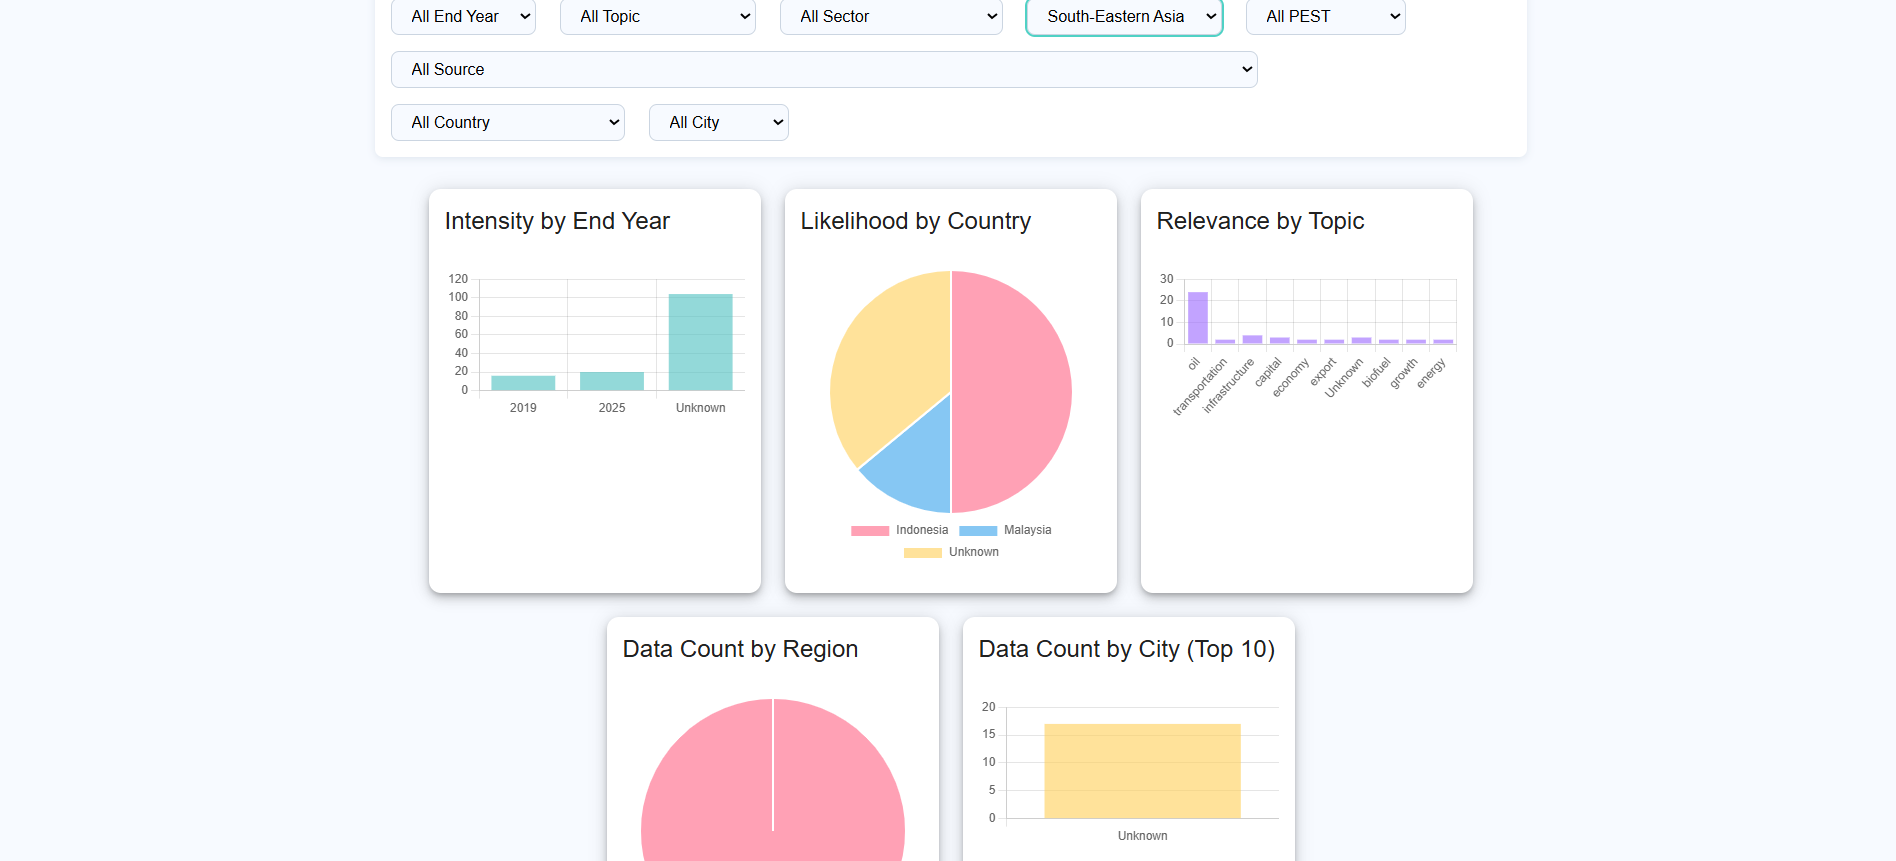 All End Year All Topic All Sector South-Eastern Asia All PEST
All Source
All Country All City
Intensity by End Year
120
100
80
60
40
20
0
2019 2025 Unknown
Likelihood by Country
Indonesia Malaysia
Unknown
Relevance by Topic
30
20
10
0
oil transportation infrastructure capital economy export Unknown biofuel growth energy
Data Count by Region
Data Count by City (Top 10)
20
15
10
5
0
Unknown